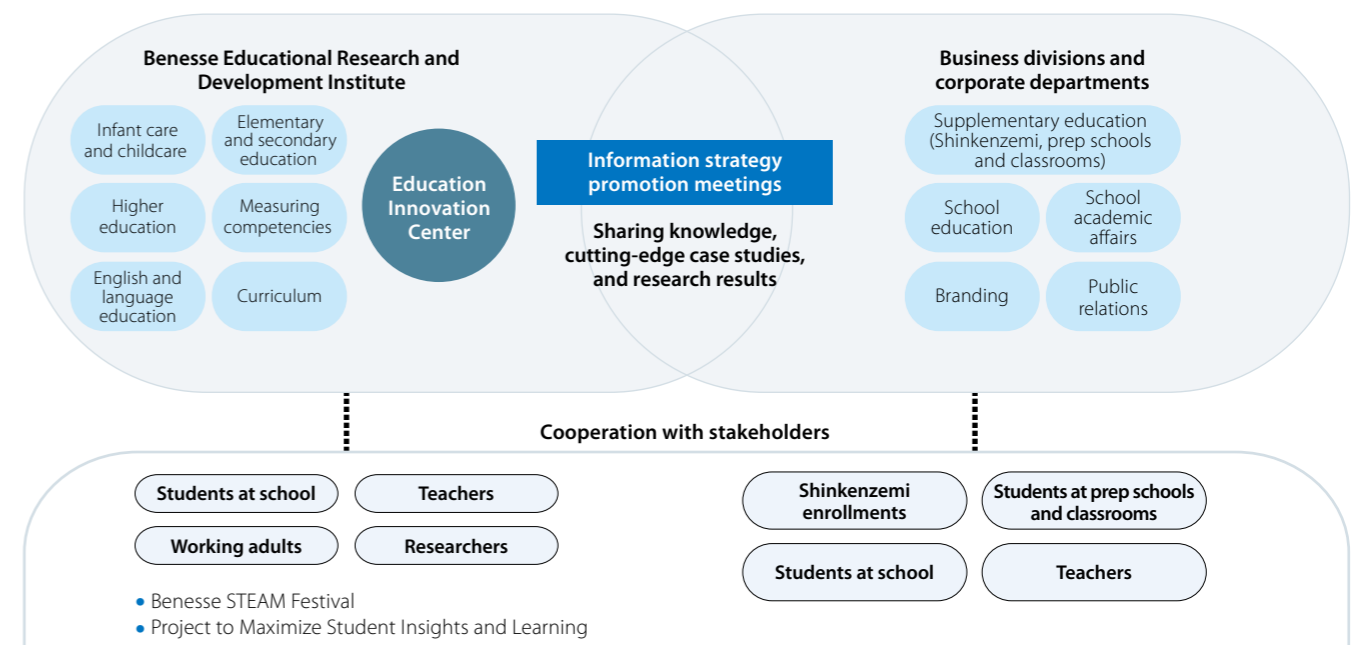 Benesse Educational Research and
Development Institute
Infant care
and childcare
Elementary
and secondary
education
Higher
education
Measuring
competencies
English and
language
education
Curriculum
Education
Innovation
Center
Information strategy
promotion meetings
Sharing knowledge,
cutting-edge case studies,
and research results
Business divisions and
corporate departments
Supplementary education
(Shinkenzemi, prep schools
and classrooms)
School
education
School
academic
affairs
Branding
Public
relations
Cooperation with stakeholders
Students at school
Teachers
Working adults
Researchers
• Benesse STEAM Festival
• Project to Maximize Student Insights and Learning
Shinkenzemi
enrollments
Students at prep schools
and classrooms
Students at school
Teachers